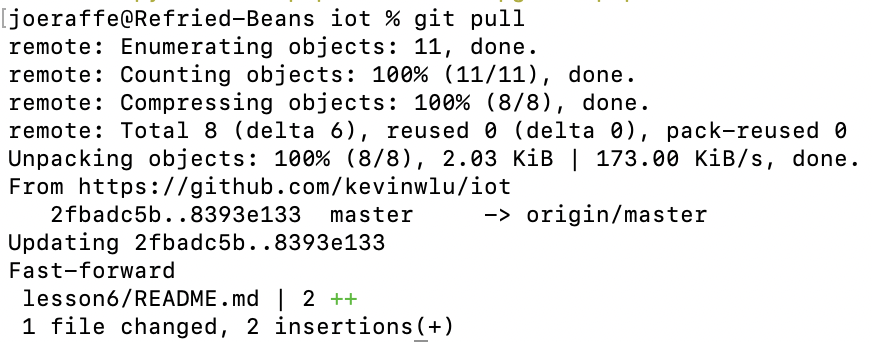 [joeraffe@Refried-Beans iot % git pull
remote: Enumerating objects: 11, done.
remote: Counting objects: 100% (11/11), done.
remote: Compressing objects: 100% (8/8), done.
remote: Total 8 (delta 6), reused 0 (delta 0), pack-reused 0
Unpacking objects: 100% (8/8), 2.03 KiB | 173.00 KiB/s, done.
From https://github.com/kevinwlu/iot
   2fbadc5b..8393e133  master     -> origin/master
Updating 2fbadc5b..8393e133
Fast-forward
 lesson6/README.md | 2 ++
 1 file changed, 2 insertions(+)